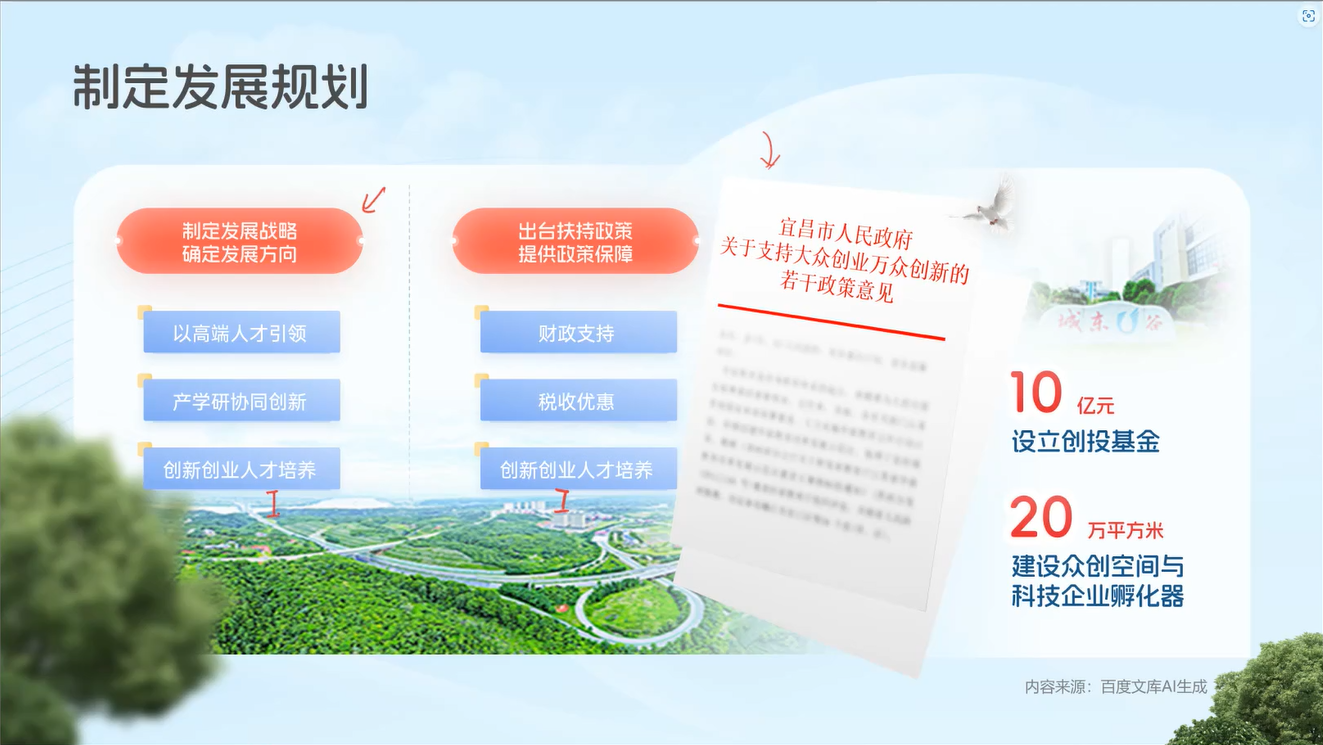 制定发展规划
制定发展战略
确定发展方向
以高端人才引领
产学研协同创新
创新创业人才培养
出台扶持政策
提供政策保障
财政支持
税收优惠
创新创业人才培养
宜昌市人民政府
关于支持大众创业万众创新的
若干政策意见
城东U谷
10 亿元
设立创投基金
20 万平方米
建设众创空间与
科技企业孵化器
内容来源：百度文库AI生成